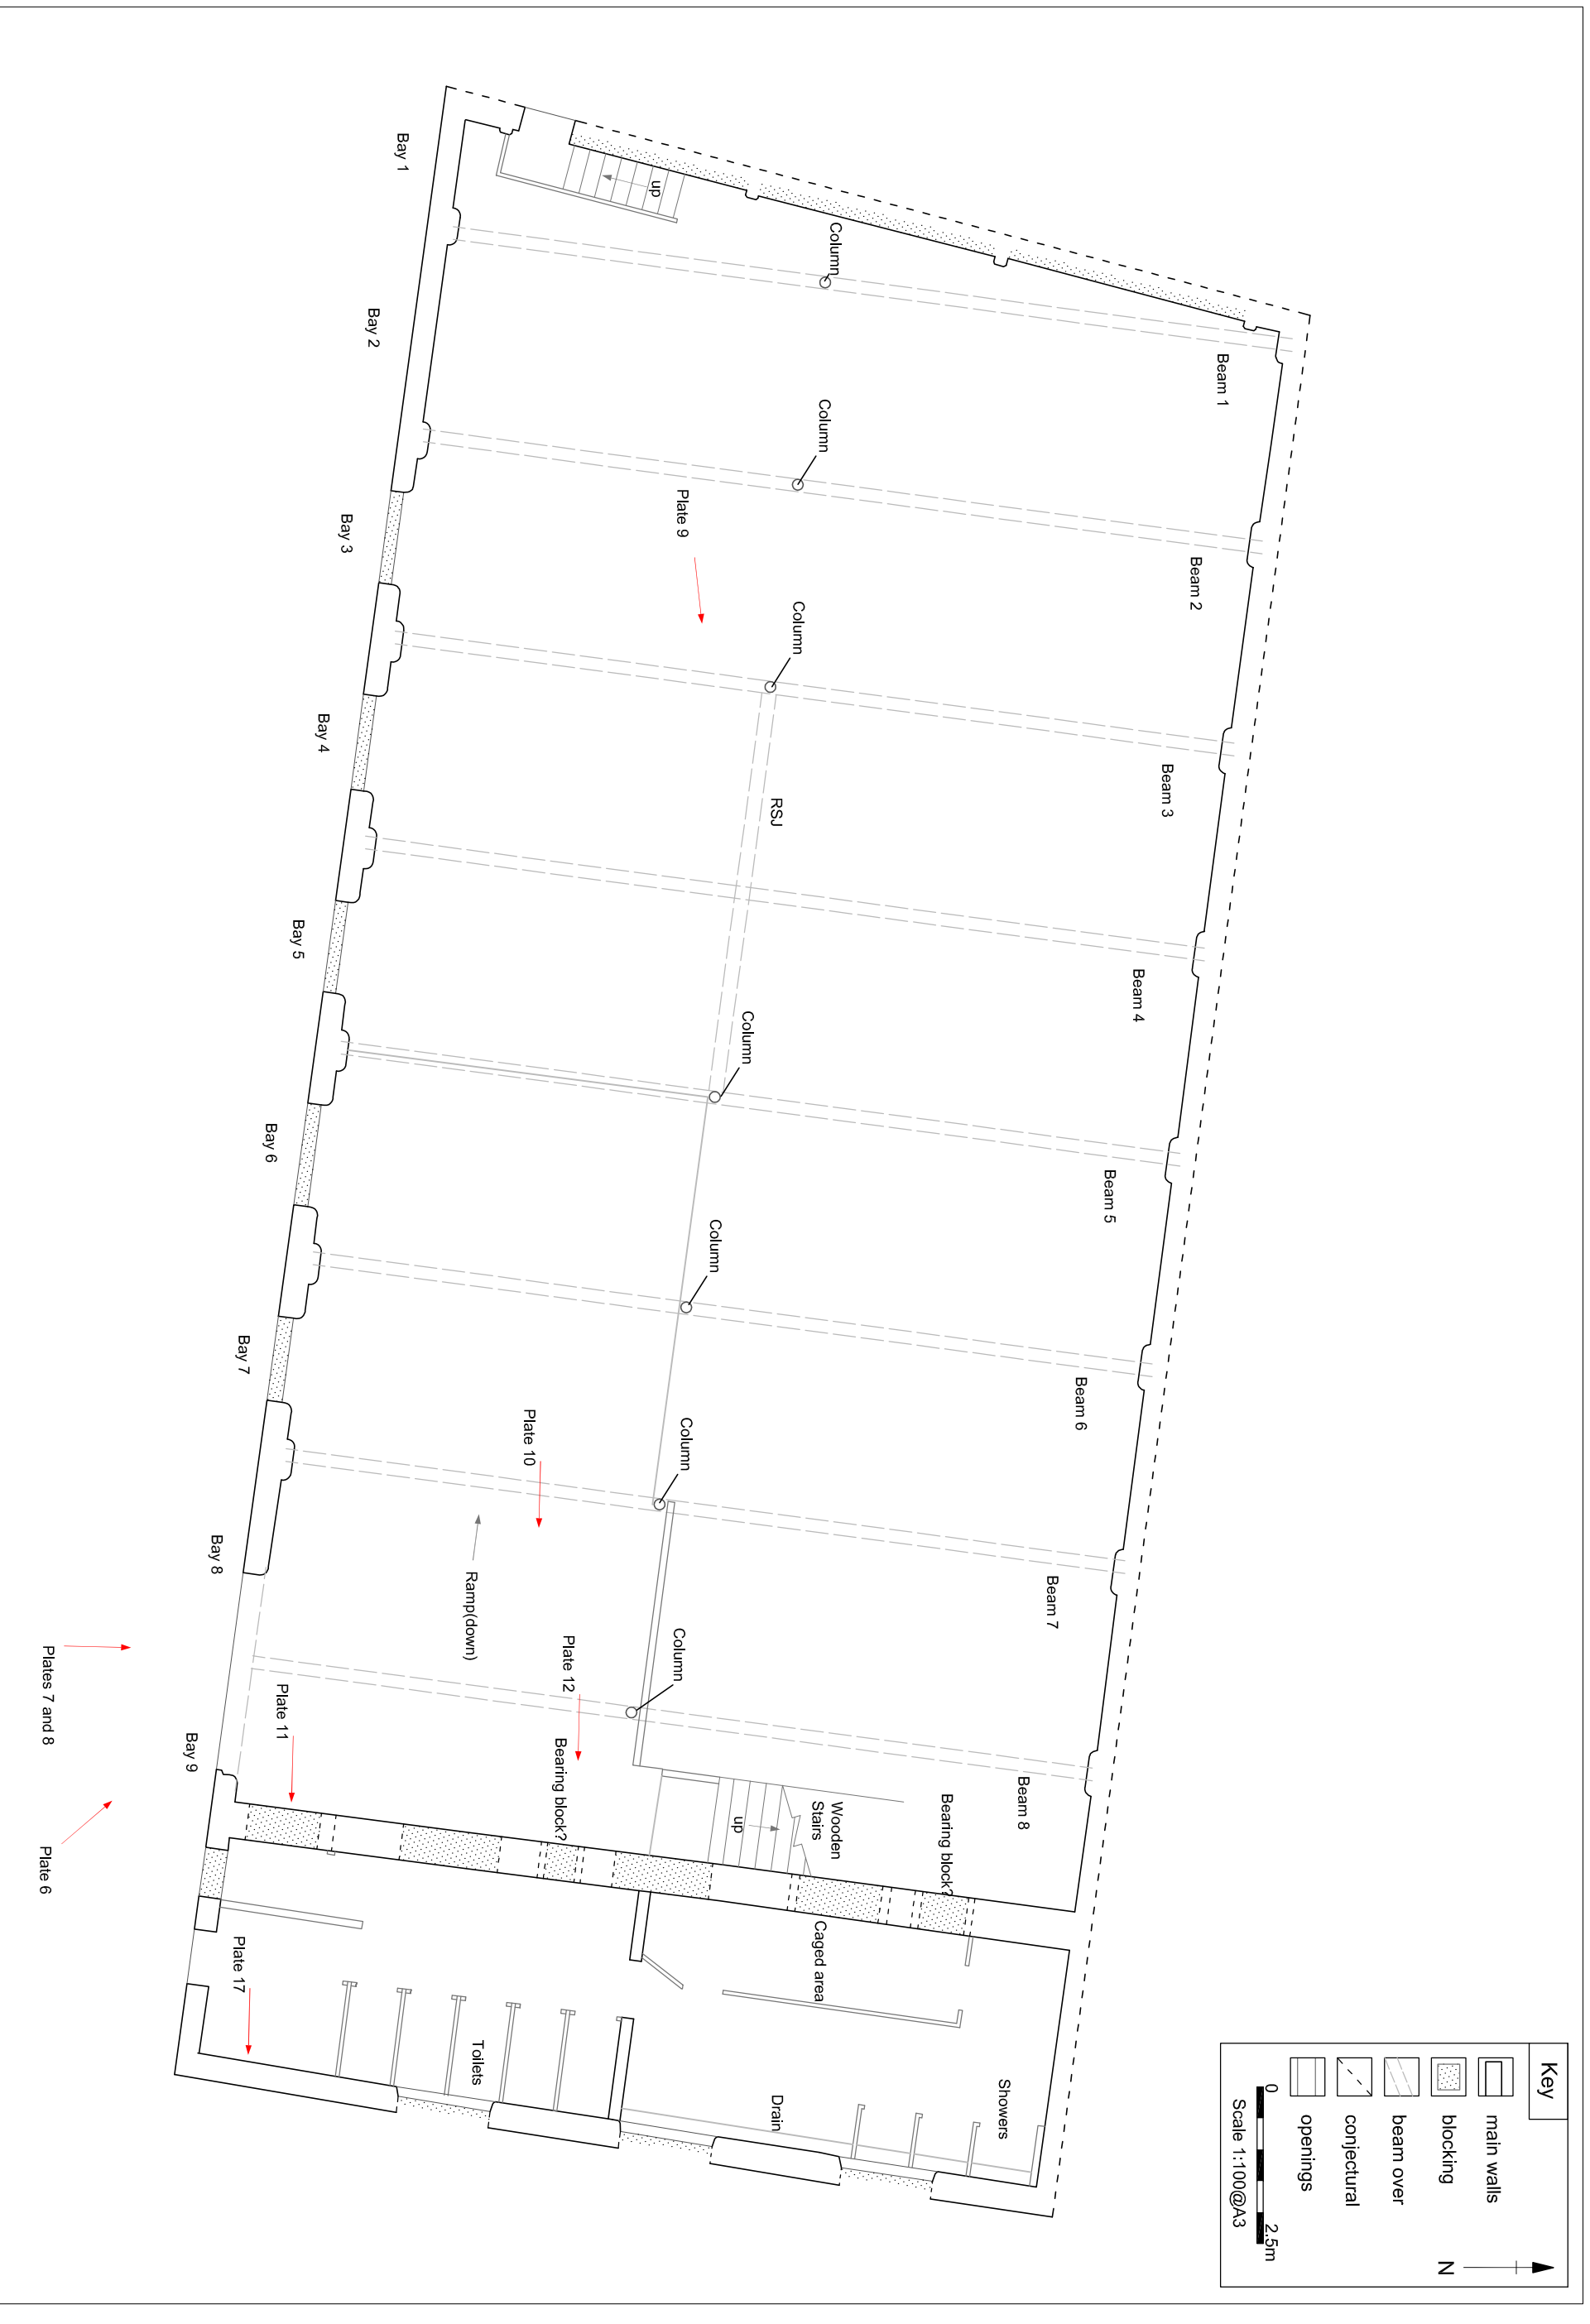 Bay 1
Bay 2
Bay 3
Bay 4
Bay 5
Bay 6
Bay 7
Bay 8
Bay 9
up
Column
Column
Column
Column
Column
Column
Column
Beam 1
Beam 2
Beam 3
Beam 4
Beam 5
Beam 6
Beam 7
Beam 8
Plate 9
RSJ
Plate 10
Ramp(down)
Plate 12
Plate 11
Bearing block?
Wooden
Stairs
up
Bearing block?
Plates 7 and 8
Plate 6
Plate 17
Caged area
Toilets
Drain
Showers
Key
main walls
blocking
beam over
conjectural
openings
0
2.5m
Scale 1:100@A3
N